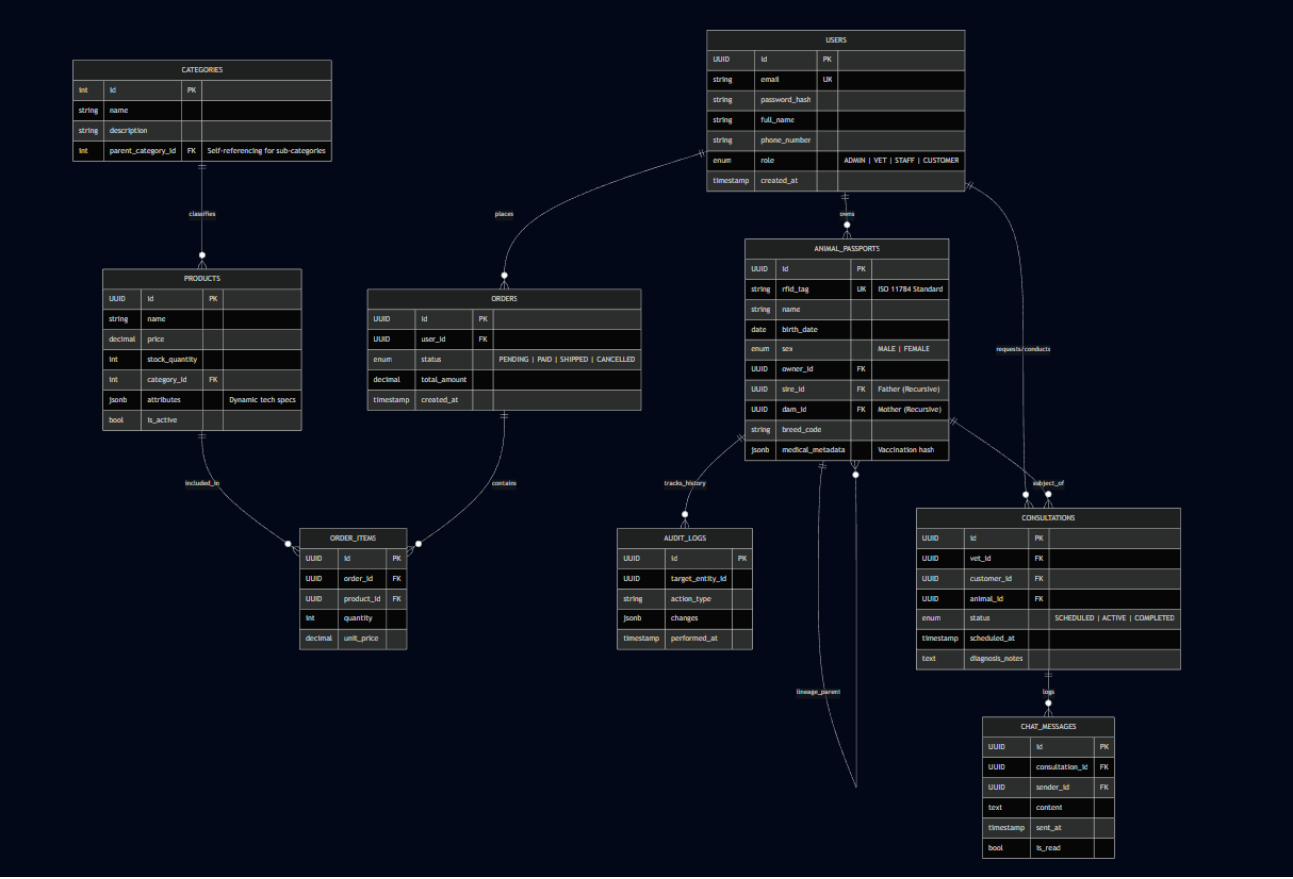 CATEGORIES
int id PK
string name
string description
int parent_category_id FK Self-referencing for sub-categories
classifies
PRODUCTS
UUID id PK
string name
decimal price
int stock_quantity
int category_id FK
jsonb attributes Dynamic tech specs
bool is_active
included_in
USERS
UUID id PK
string email UK
string password_hash
string full_name
string phone_number
enum role ADMIN | VET | STAFF | CUSTOMER
timestamp created_at
places
owns
requests/conducts
ORDERS
UUID id PK
UUID user_id FK
enum status PENDING | PAID | SHIPPED | CANCELLED
decimal total_amount
timestamp created_at
contains
ORDER_ITEMS
UUID id PK
UUID order_id FK
UUID product_id FK
int quantity
decimal unit_price
ANIMAL_PASSPORTS
UUID id PK
string rfid_tag UK ISO 11784 Standard
string name
date birth_date
enum sex MALE | FEMALE
UUID owner_id FK
UUID sire_id FK Father (Recursive)
UUID dam_id FK Mother (Recursive)
string breed_code
jsonb medical_metadata Vaccination hash
tracks_history
subject_of
lineage_parent
AUDIT_LOGS
UUID id PK
UUID target_entity_id
string action_type
jsonb changes
timestamp performed_at
CONSULTATIONS
UUID id PK
UUID vet_id FK
UUID customer_id FK
UUID animal_id FK
enum status SCHEDULED | ACTIVE | COMPLETED
timestamp scheduled_at
text diagnosis_notes
logs
CHAT_MESSAGES
UUID id PK
UUID consultation_id FK
UUID sender_id FK
text content
timestamp sent_at
bool is_read